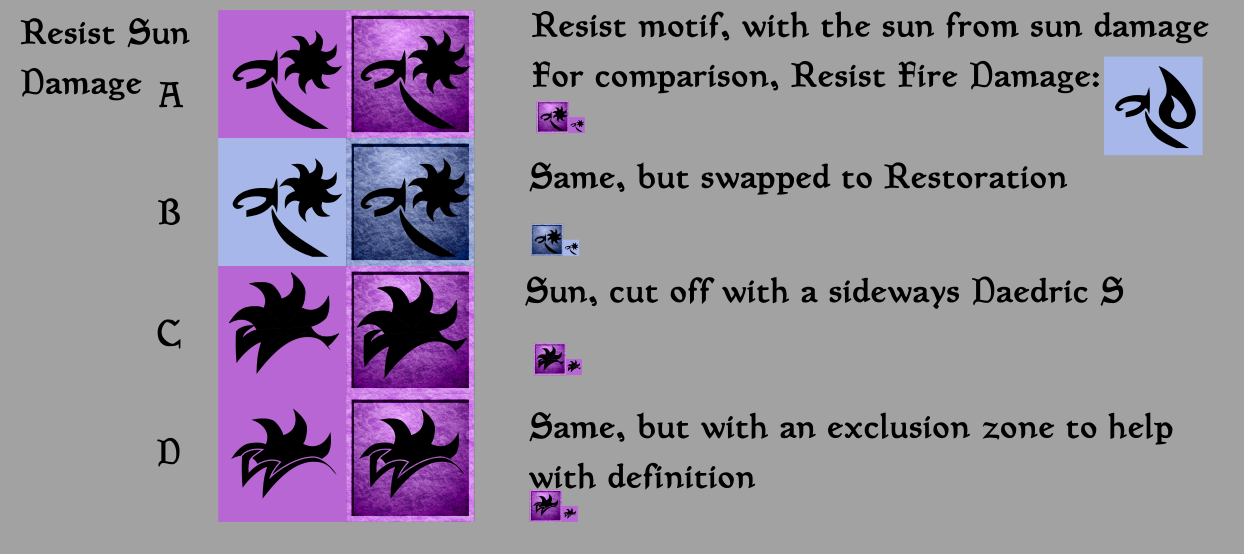 Resist Sun
Damage
A
Resist motif, with the sun from sun damage
For comparison, Resist Fire Damage:
B
Same, but swapped to Restoration
C
Sun, cut off with a sideways Daedric S
D
Same, but with an exclusion zone to help
with definition